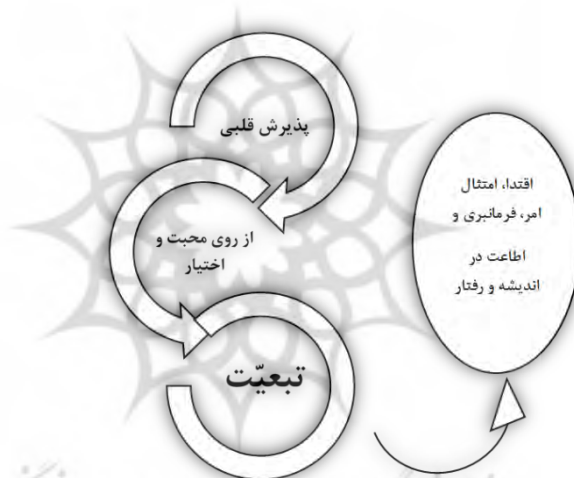 پذیرش قلبی
از روی محبت و
اختیار
تبعیّت
اقتدا، امتثال
امر، فرمانبری و
اطاعت در
اندیشه و رفتار